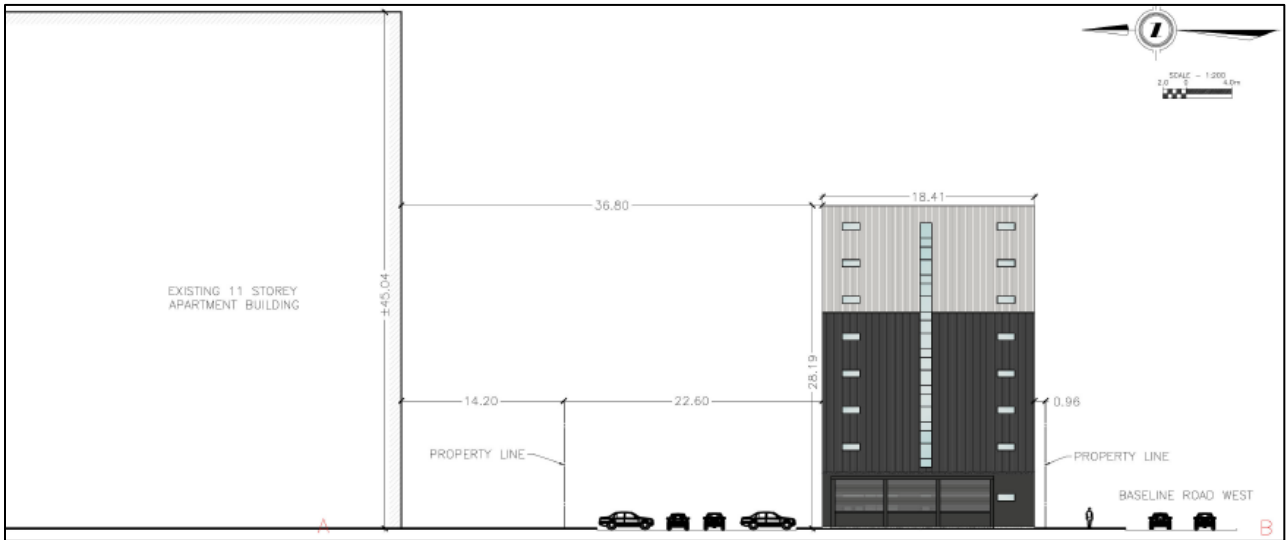 Z
SCALE - 1:200
2.0 0 4.0m
18.41
36.80
EXISTING 11 STOREY
APARTMENT BUILDING
±45.04
28.19
14.20
22.60
0.96
PROPERTY LINE
PROPERTY LINE
BASELINE ROAD WEST
A
B